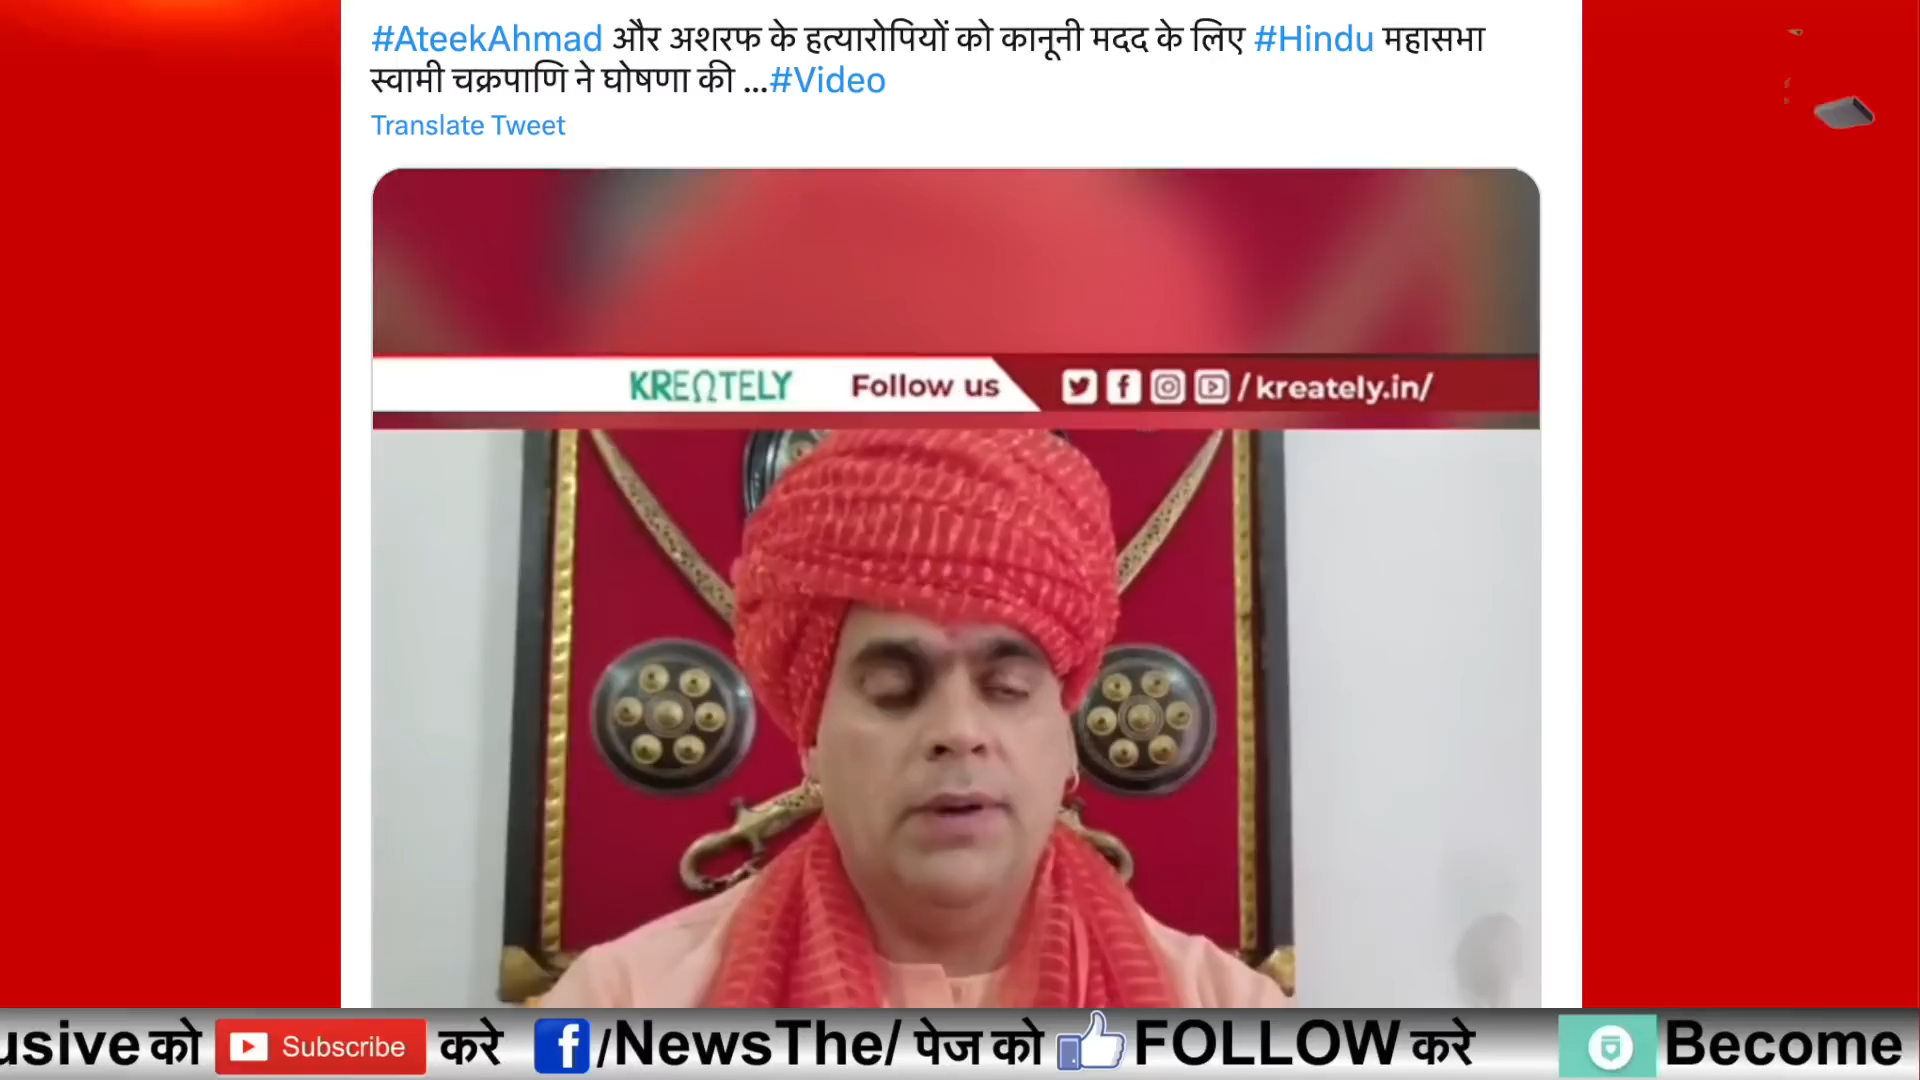 #AteekAhmad और अशरफ के हत्यारोपियों को कानूनी मदद के लिए #Hindu महासभा
स्वामी चक्रपाणि ने घोषणा की ...#Video
Translate Tweet
KREATELY Follow us /kreately.in/
usive को Subscribe करे /NewsThe/ पेज को FOLLOW करे Become